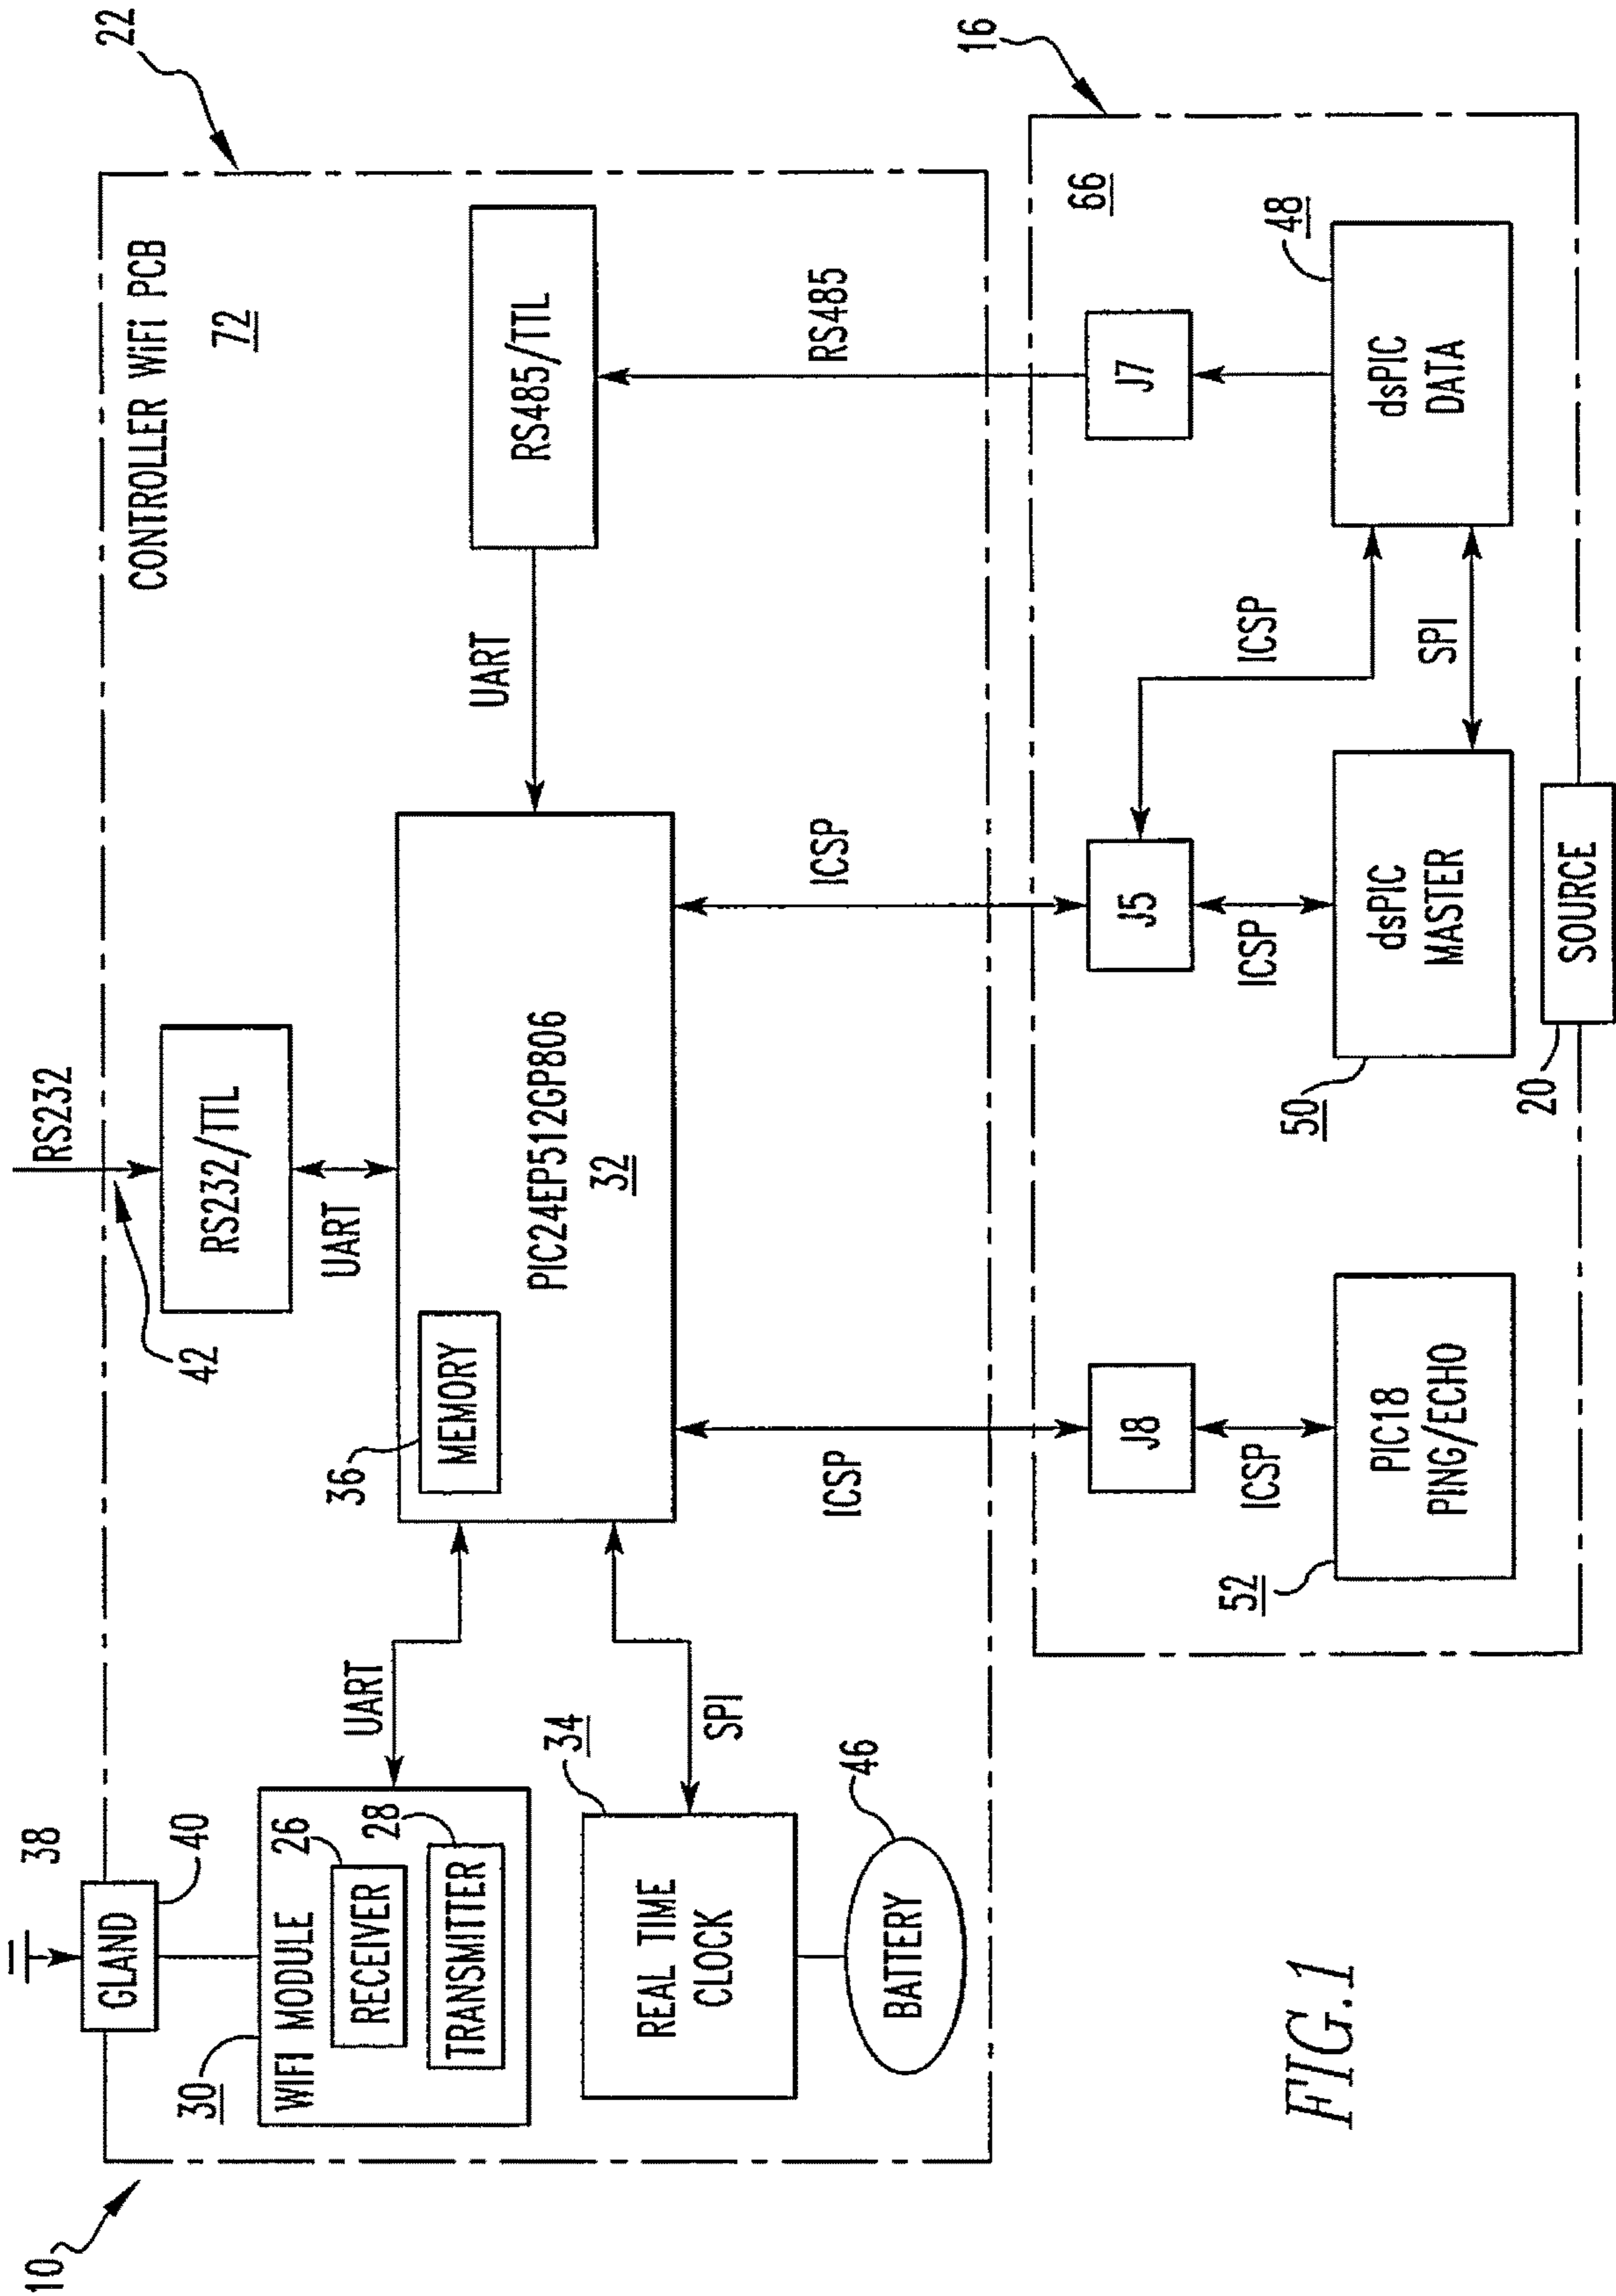 10
38
GLAND
40
30
WIFI MODULE
26
RECEIVER
28
TRANSMITTER
UART
34
REAL TIME
CLOCK
SPI
46
BATTERY
RS232
42
RS232/TTL
UART
36
MEMORY
PIC24EP512GP806
32
UART
RS485/TTL
CONTROLLER WiFi PCB
72
22
ICSP
ICSP
RS485
16
66
J8
ICSP
52
PIC18
PING/ECHO
J5
ICSP
50
dsPIC
MASTER
ICSP
SPI
J7
48
dsPIC
DATA
20
SOURCE
FIG.1